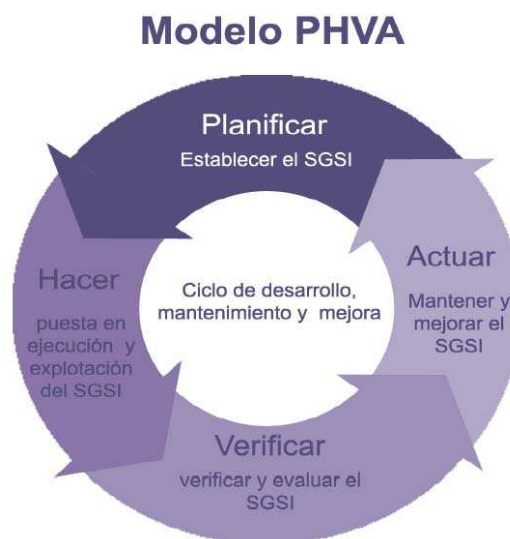 Modelo PHVA
Planificar
Establecer el SGSI
Hacer
puesta en
ejecución y
explotación
del SGSI
Ciclo de desarrollo,
mantenimiento y mejora
Actuar
Mantener y
mejorar el
SGSI
Verificar
verificar y evaluar el
SGSI